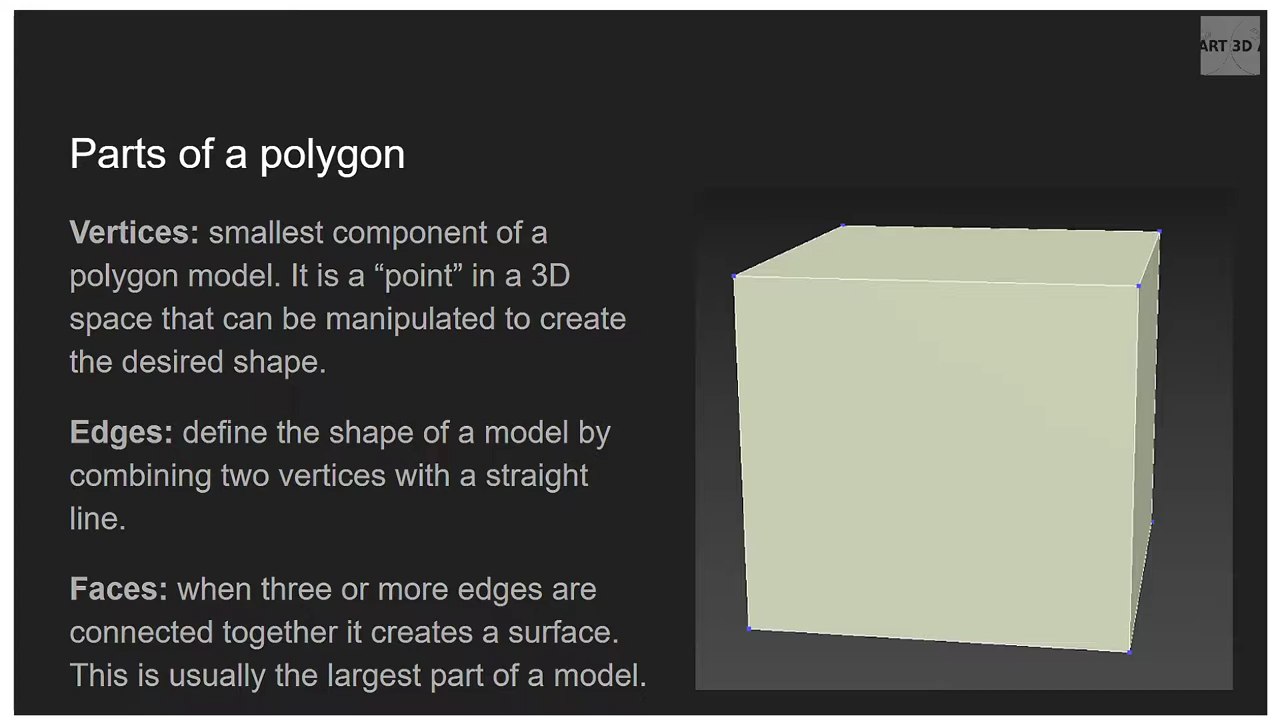 ART 3D
Parts of a polygon
Vertices: smallest component of a
polygon model. It is a “point” in a 3D
space that can be manipulated to create
the desired shape.
Edges: define the shape of a model by
combining two vertices with a straight
line.
Faces: when three or more edges are
connected together it creates a surface.
This is usually the largest part of a model.